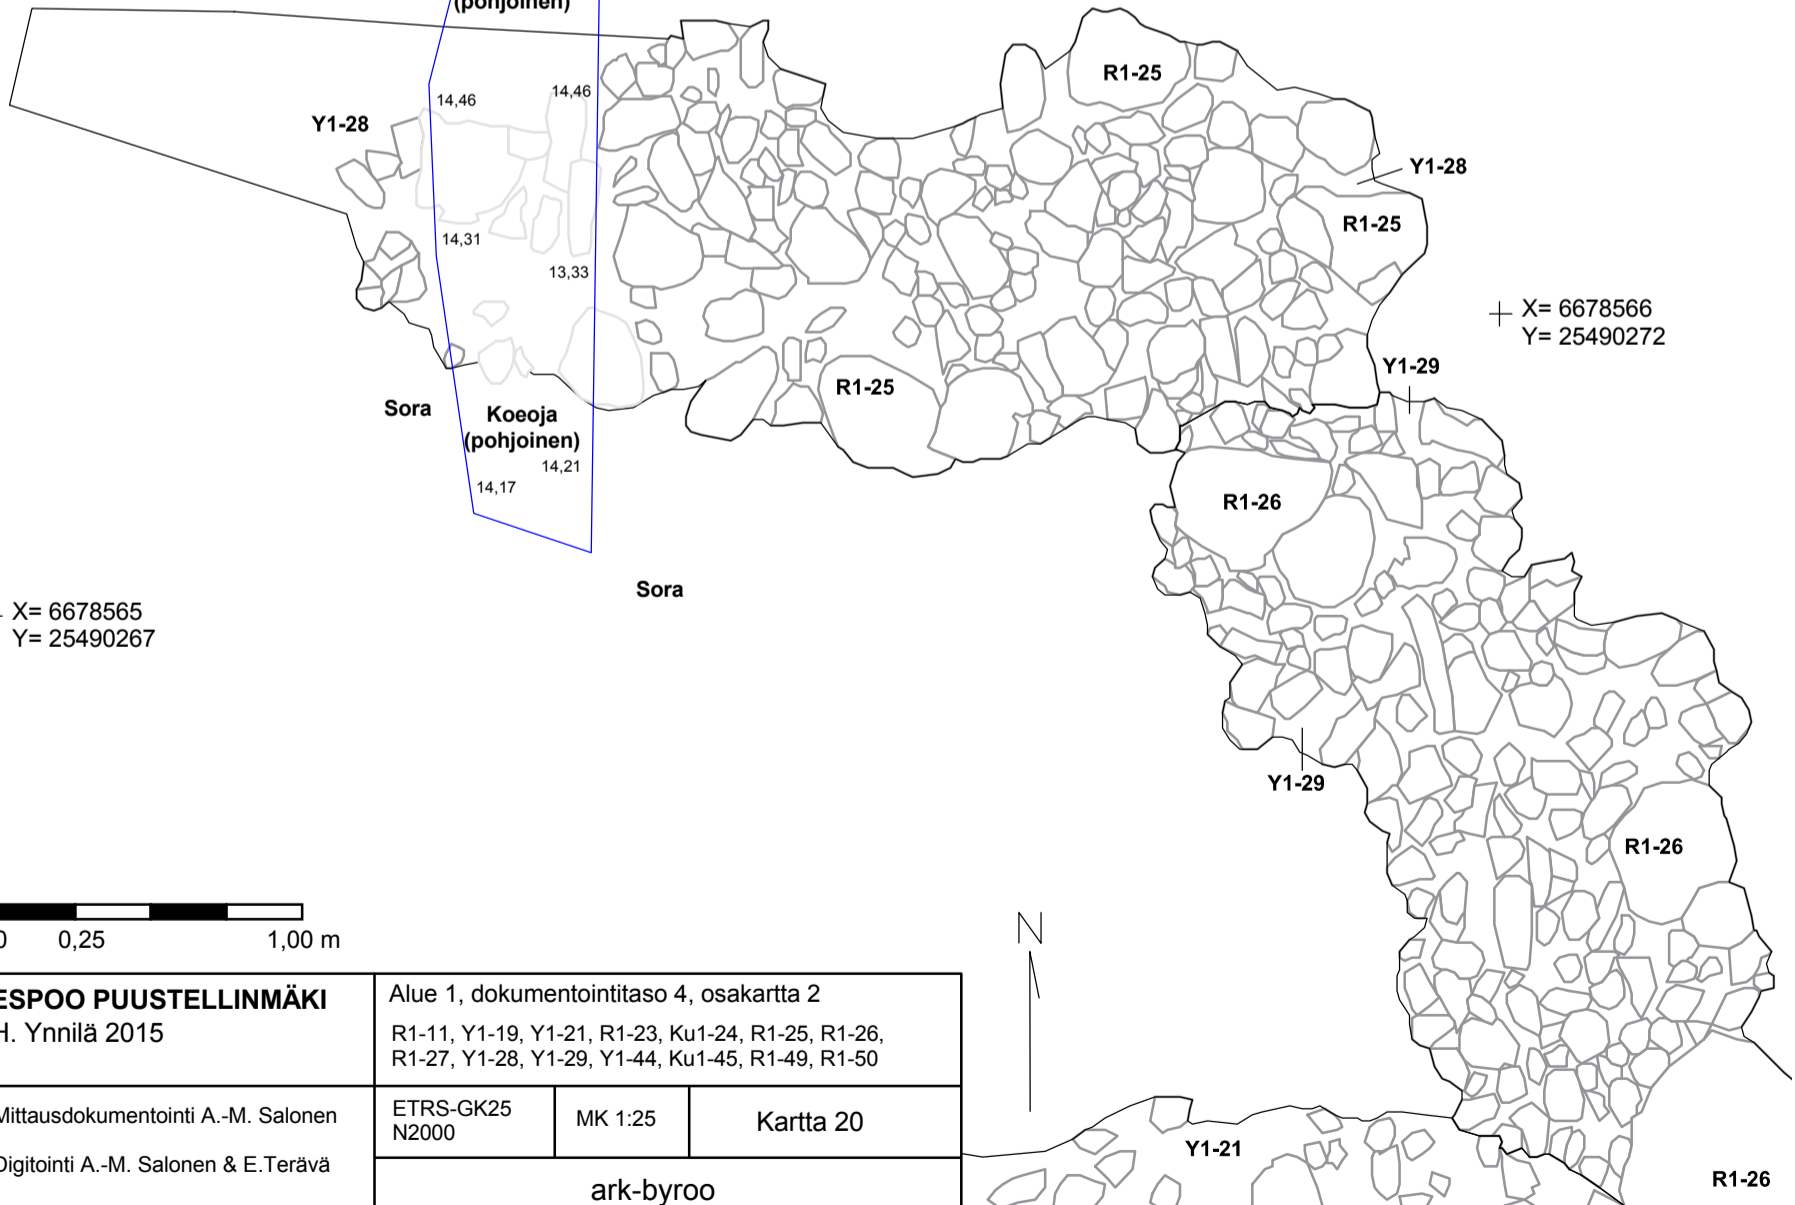 (pohjoinen)
R1-25
14,46
14,46
Y1-28
Y1-28
R1-25
14,31
13,33
X= 6678566
Y= 25490272
Y1-29
R1-25
Sora
Koeoja
(pohjoinen)
14,21
14,17
R1-26
Sora
X= 6678565
Y= 25490267
Y1-29
R1-26
0 0,25 1,00 m
N
ESPOO PUUSTELLINMÄKI
H. Ynnilä 2015
Alue 1, dokumentointitaso 4, osakartta 2
R1-11, Y1-19, Y1-21, R1-23, Ku1-24, R1-25, R1-26,
R1-27, Y1-28, Y1-29, Y1-44, Ku1-45, R1-49, R1-50
Mittausdokumentointi A.-M. Salonen
Digitointi A.-M. Salonen & E.Terävä
ETRS-GK25
N2000
MK 1:25
Kartta 20
ark-byroo
Y1-21
R1-26